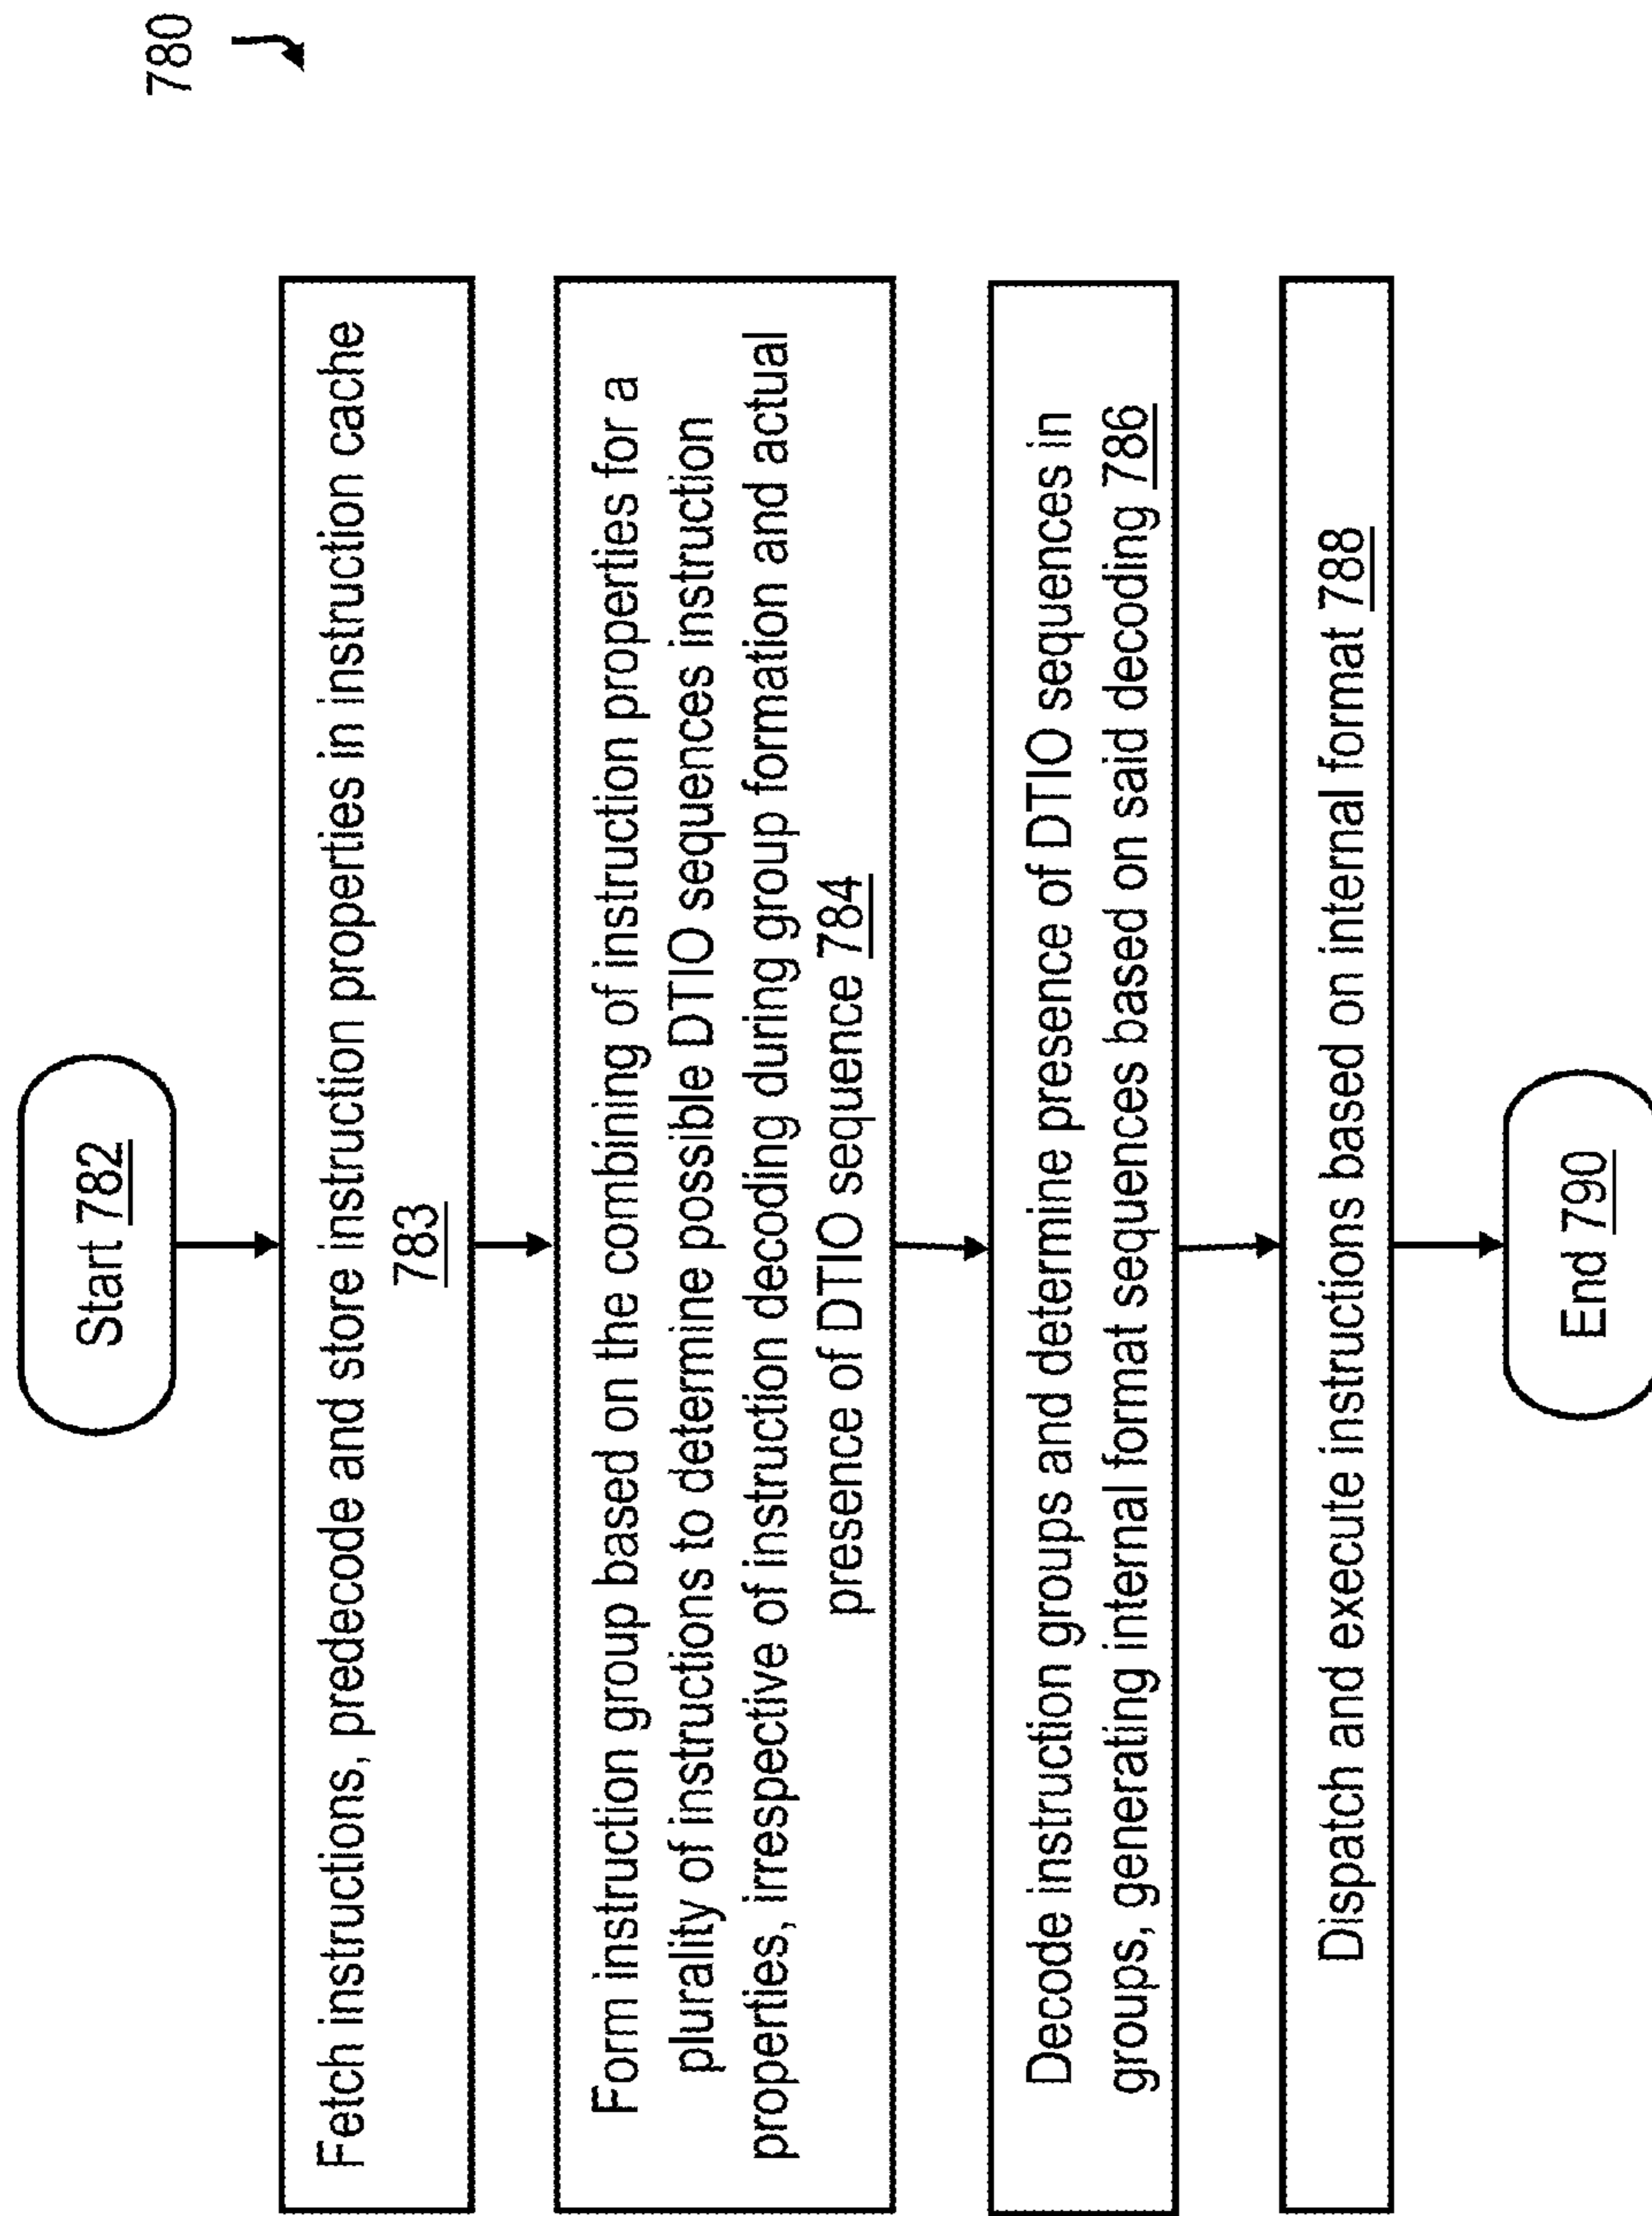 780
Start 782
Fetch instructions, predecode and store instruction properties in instruction cache
783
Form instruction group based on the combining of instruction properties for a
plurality of instructions to determine possible DTIO sequences instruction
properties, irrespective of instruction decoding during group formation and actual
presence of DTIO sequence 784
Decode instruction groups and determine presence of DTIO sequences in
groups, generating internal format sequences based on said decoding 786
Dispatch and execute instructions based on internal format 788
End 790